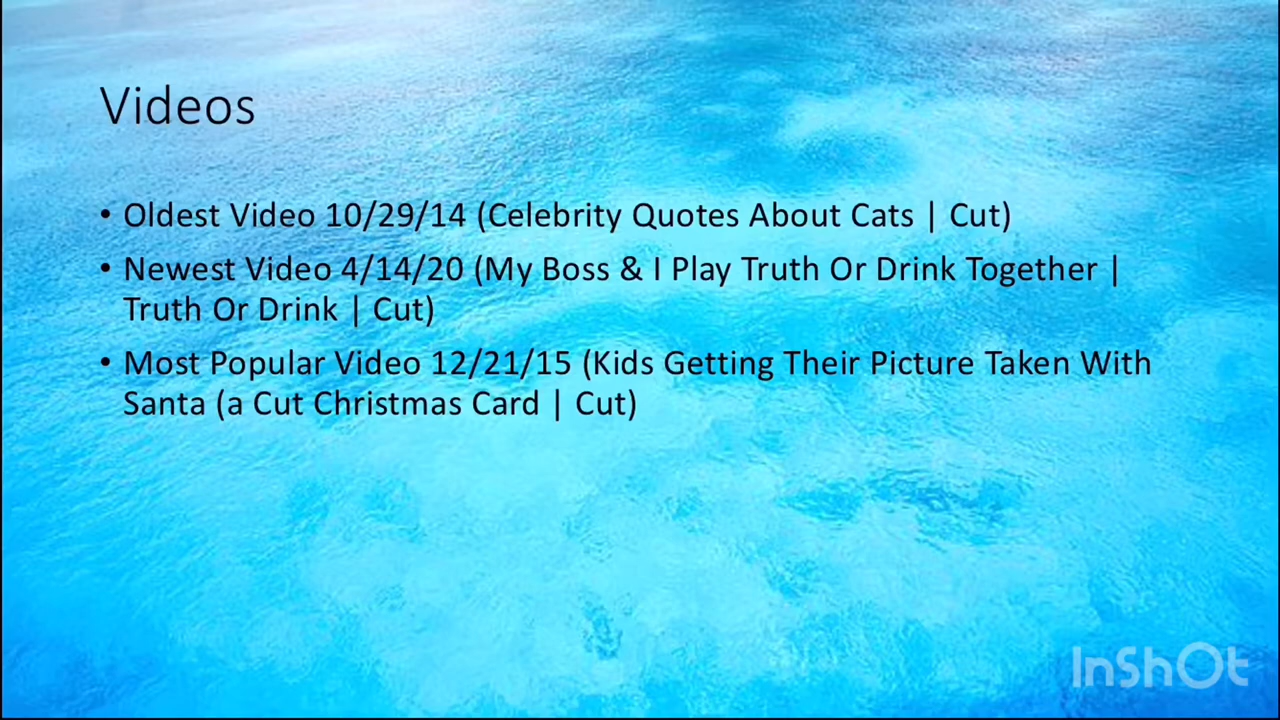 Videos
• Oldest Video 10/29/14 (Celebrity Quotes About Cats | Cut)
• Newest Video 4/14/20 (My Boss & I Play Truth Or Drink Together |
Truth Or Drink | Cut)
• Most Popular Video 12/21/15 (Kids Getting Their Picture Taken With
Santa (a Cut Christmas Card | Cut)
InShOt